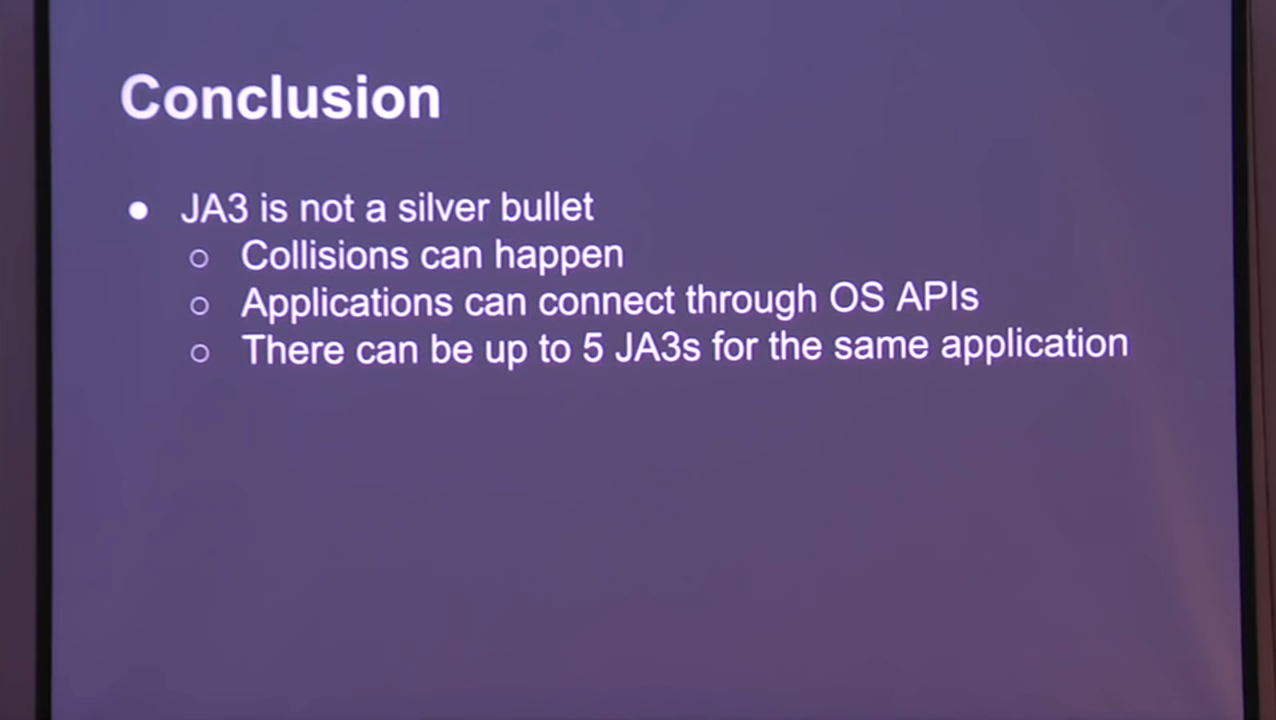 Conclusion
● JA3 is not a silver bullet
○ Collisions can happen
○ Applications can connect through OS APIs
○ There can be up to 5 JA3s for the same application